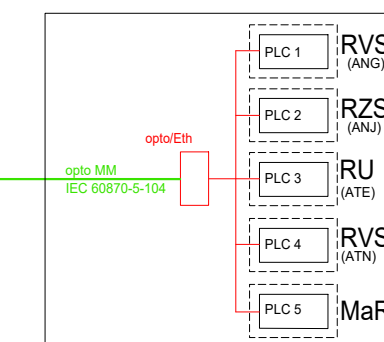 PLC 1
RVS
(ANG)
PLC 2
RZS
(ANJ)
opto/Eth
opto MM
IEC 60870-5-104
PLC 3
RU
(ATE)
PLC 4
RVS
(ATN)
PLC 5
MaR